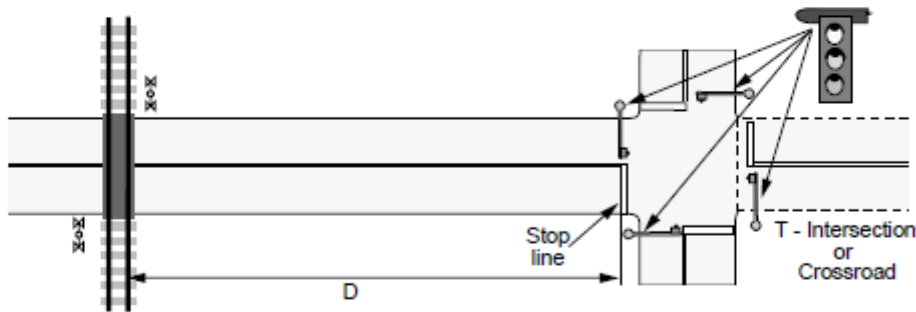 Stop
line
T - Intersection
or
Crossroad
D